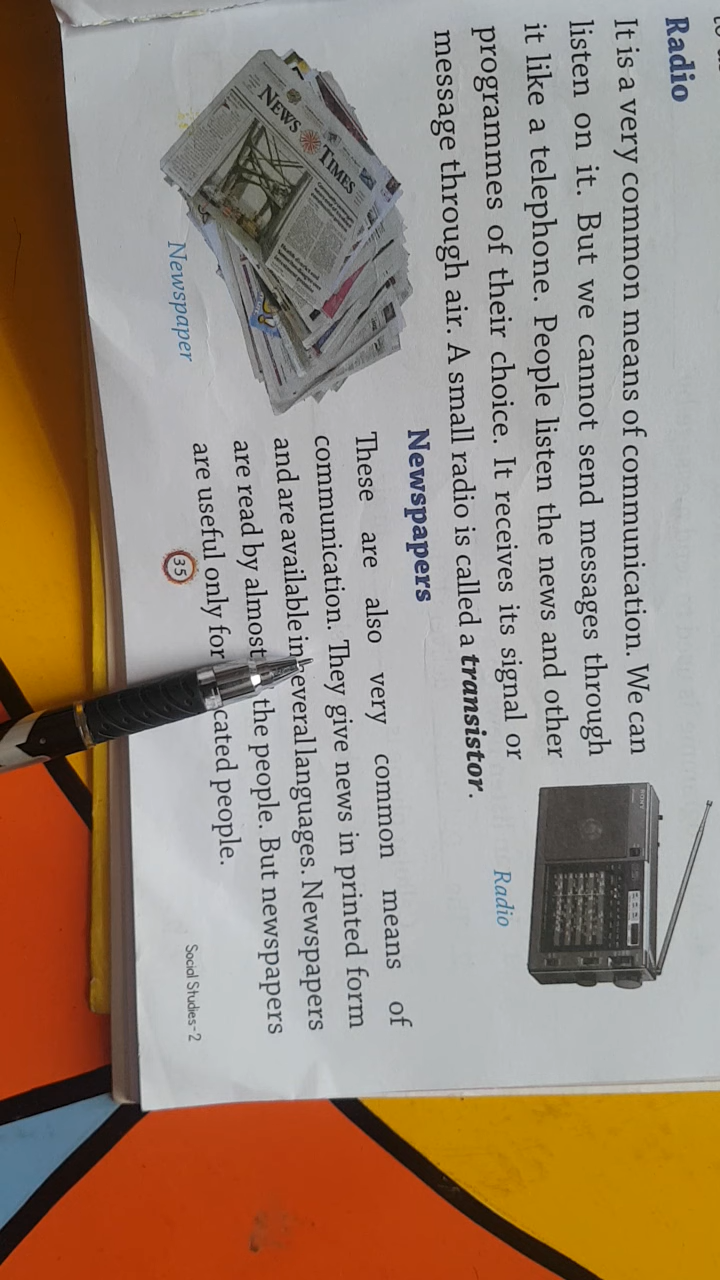 Radio
It is a very common means of communication. We can
listen on it. But we cannot send messages through
it like a telephone. People listen the news and other
programmes of their choice. It receives its signal or
message through air. A small radio is called a transistor.
Radio
SONY
NEWS TIMES
Newspaper
Newspapers
These are also very common means of
communication. They give news in printed form
and are available in several languages. Newspapers
are read by almost the people. But newspapers
are useful only for cated people.
35
Social Studies-2